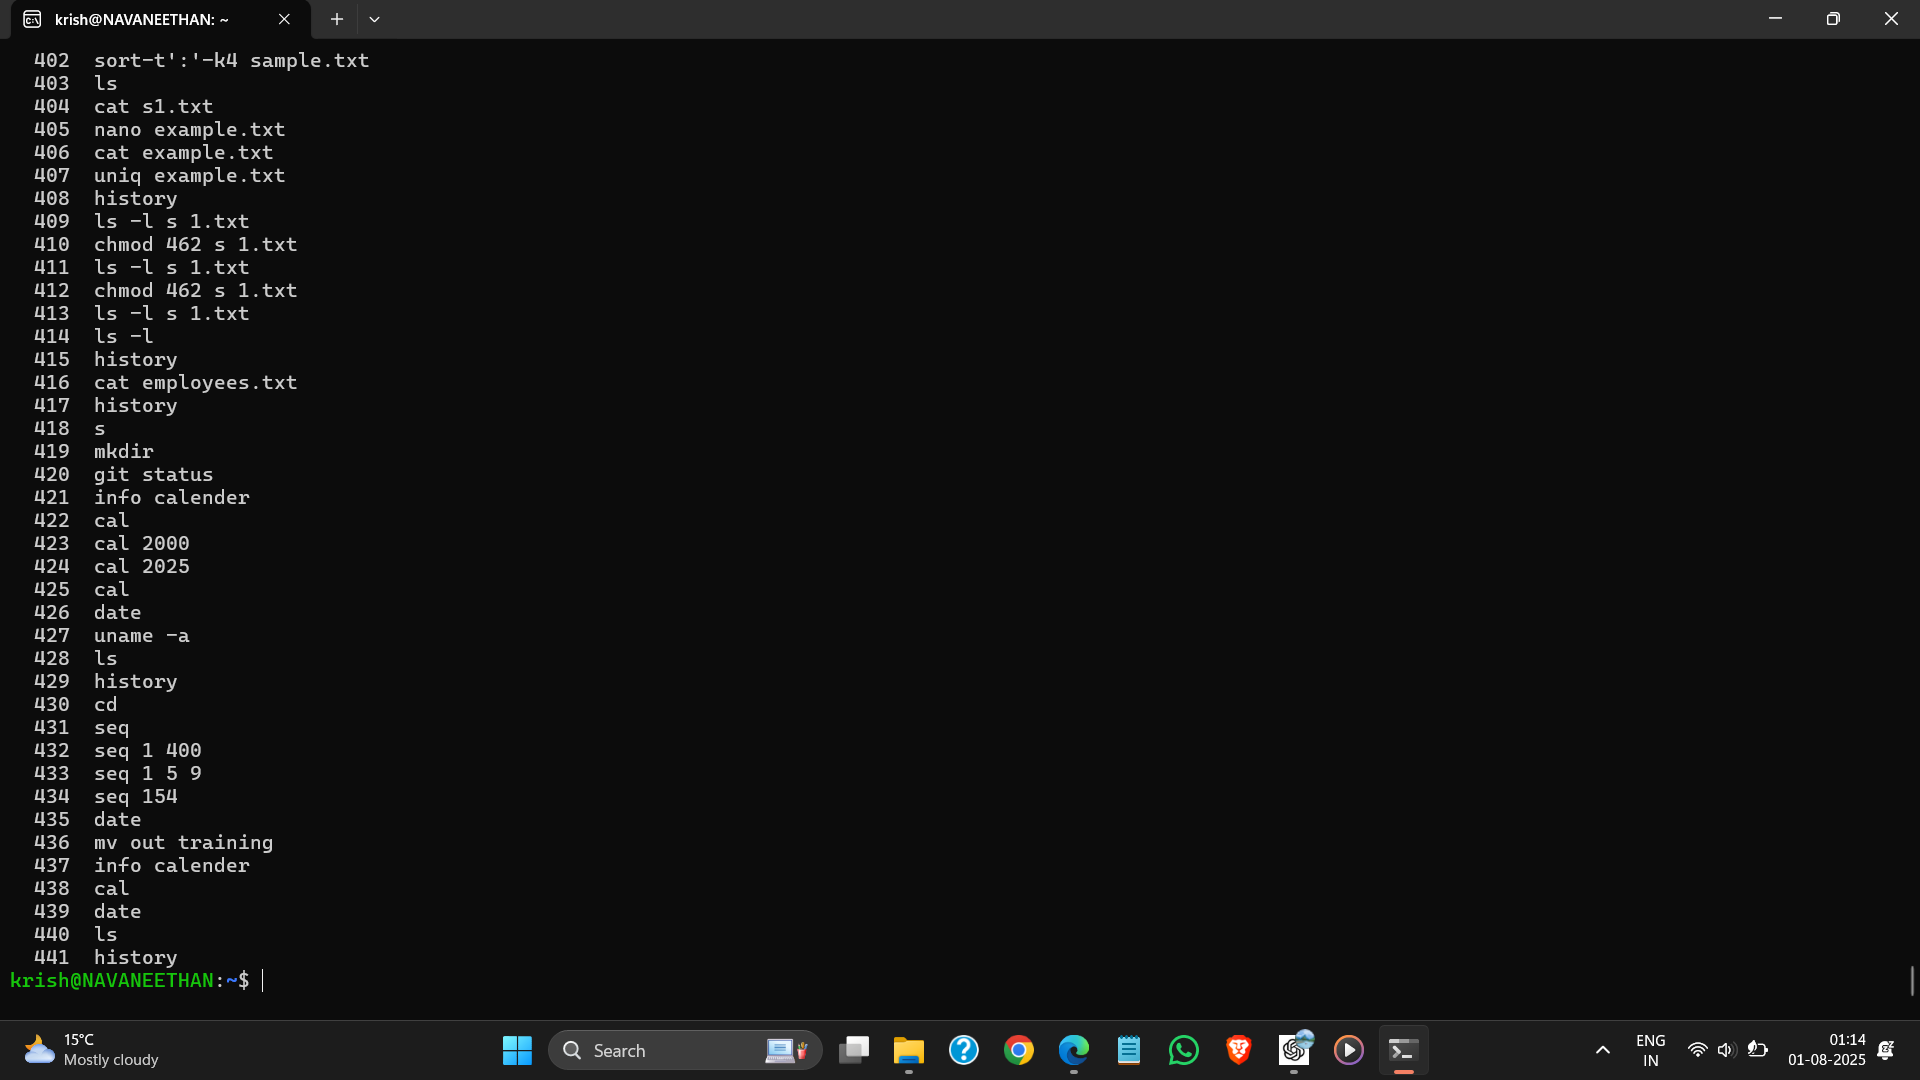 krish@NAVANEETHAN: ~
402 sort-t':'-k4 sample.txt
403 ls
404 cat s1.txt
405 nano example.txt
406 cat example.txt
407 uniq example.txt
408 history
409 ls -l s 1.txt
410 chmod 462 s 1.txt
411 ls -l s 1.txt
412 chmod 462 s 1.txt
413 ls -l s 1.txt
414 ls -l
415 history
416 cat employees.txt
417 history
418 s
419 mkdir
420 git status
421 info calender
422 cal
423 cal 2000
424 cal 2025
425 cal
426 date
427 uname -a
428 ls
429 history
430 cd
431 seq
432 seq 1 400
433 seq 1 5 9
434 seq 154
435 date
436 mv out training
437 info calender
438 cal
439 date
440 ls
441 history
krish@NAVANEETHAN:~$
15°C
Mostly cloudy
Search
ENG
IN
01:14
01-08-2025